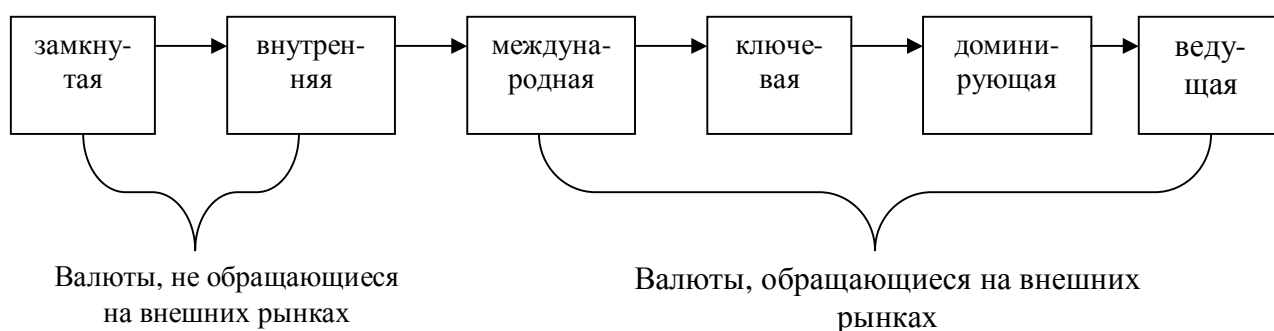 замкну-
тая
внутрен-
няя
междуна-
родная
ключе-
вая
домини-
рующая
веду-
щая
Валюты, не обращающиеся
на внешних рынках
Валюты, обращающиеся на внешних
рынках